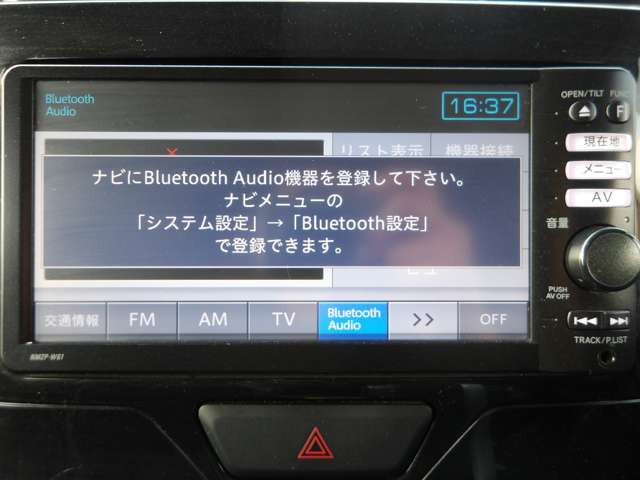 Bluetooth
Audio
16:37
OPEN/TILT
F
現在地
メニュー
AV
音量
PUSH
AV OFF
TRACK/P.LIST
リスト表示
機器接続
ナビにBluetooth Audio機器を登録して下さい。
ナビメニューの
「システム設定」→「Bluetooth設定」
で登録できます。
交通情報
FM
AM
TV
Bluetooth
Audio
>>
OFF
NMZP-W61